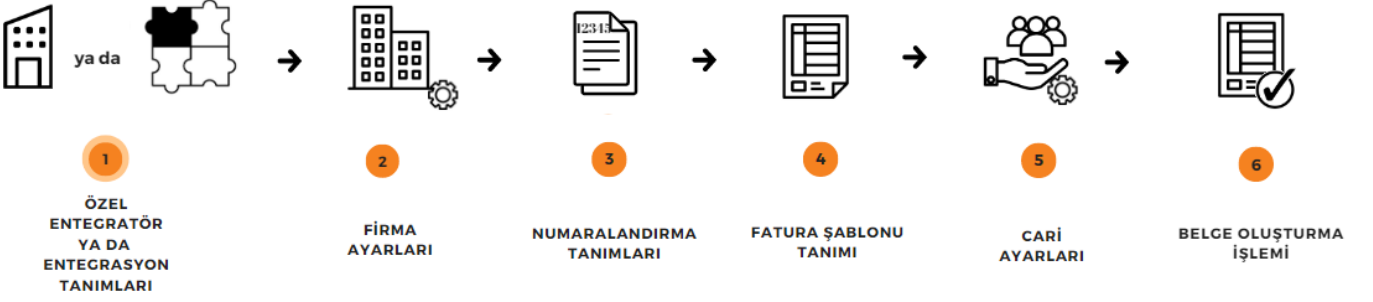 ya da
12345
1
ÖZEL
ENTEGRATÖR
YA DA
ENTEGRASYON
TANIMLARI
2
FİRMA
AYARLARI
3
NUMARALANDIRMA
TANIMLARI
4
FATURA ŞABLONU
TANIMI
5
CARİ
AYARLARI
6
BELGE OLUŞTURMA
İŞLEMİ